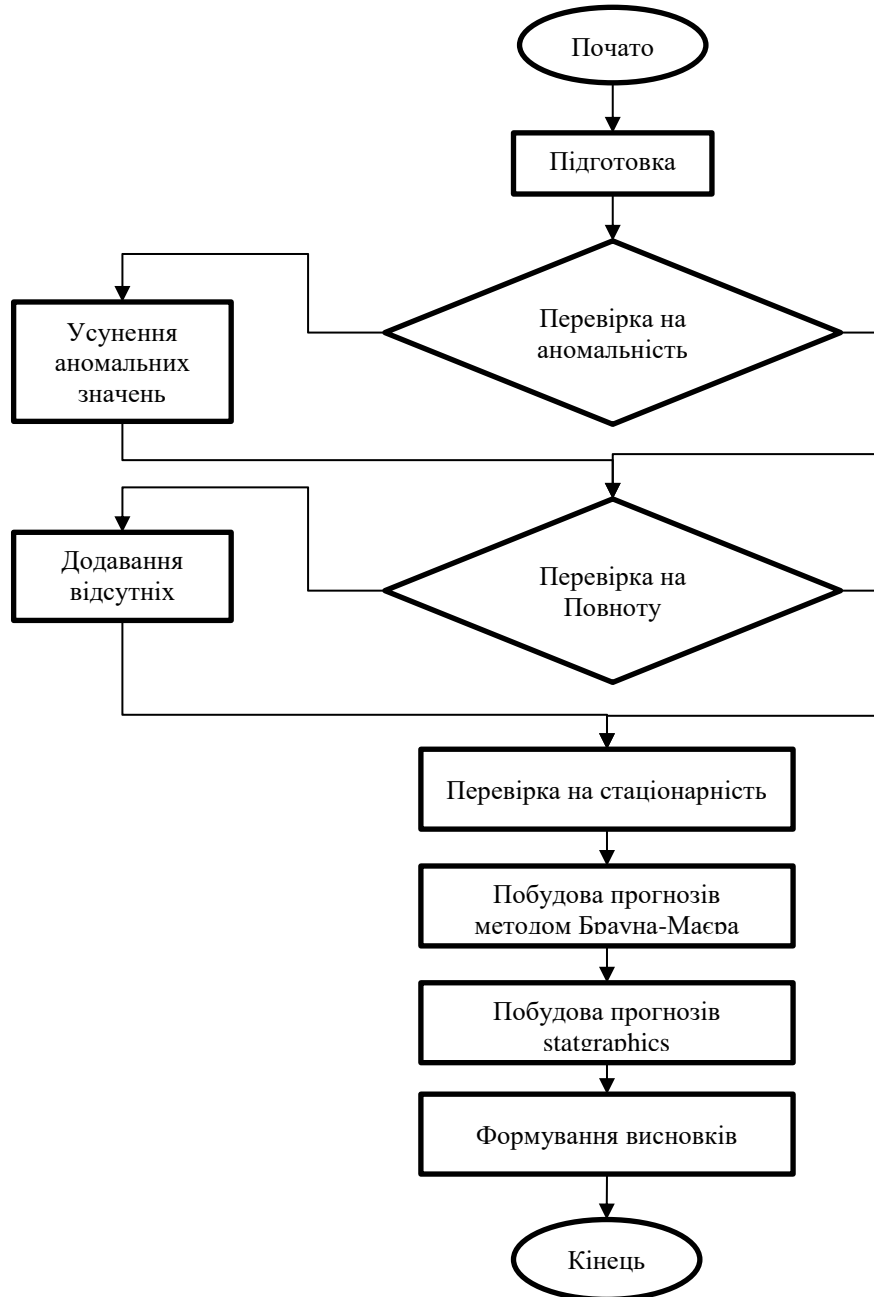 Почато
Підготовка
Перевірка на
аномальність
Усунення
аномальних
значень
Перевірка на
Повноту
Додавання
відсутніх
Перевірка на стаціонарність
Побудова прогнозів
методом Брауна-Маєра
Побудова прогнозів
statgraphics
Формування висновків
Кінець